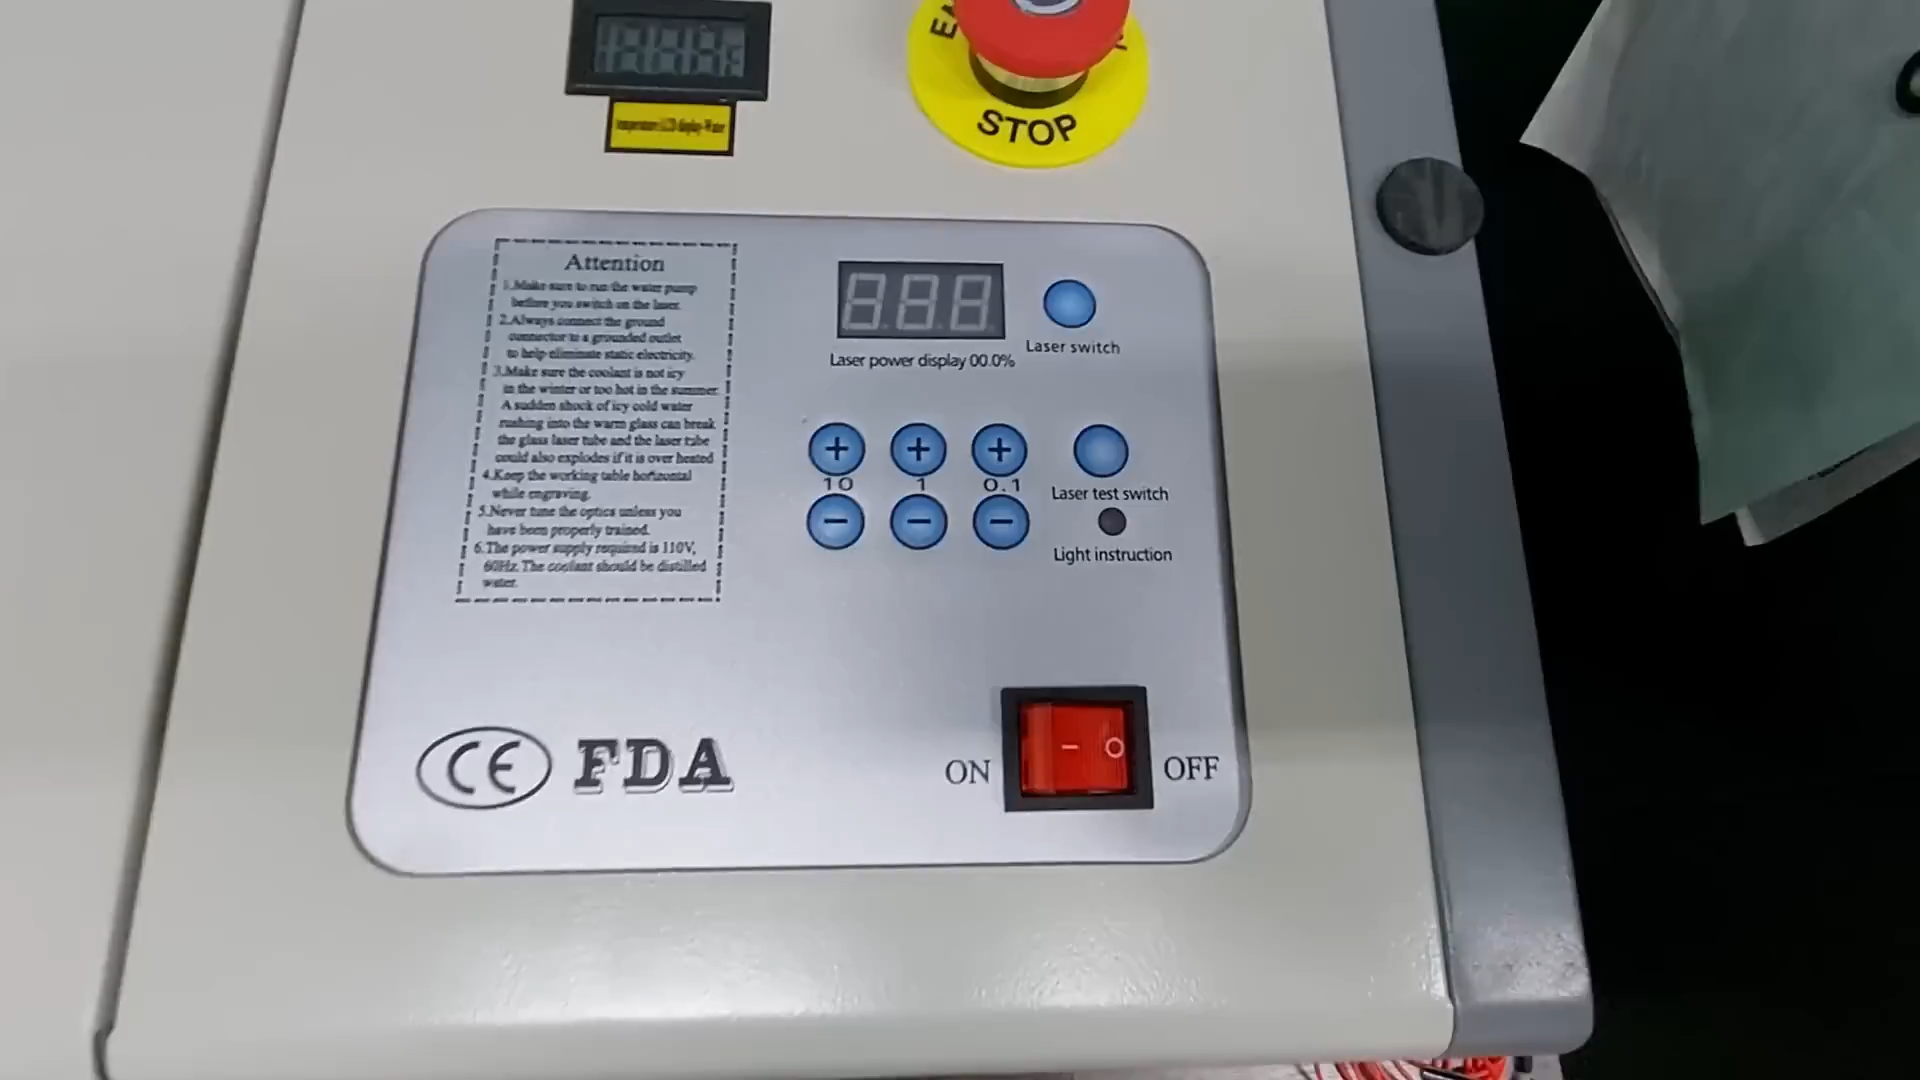 STOP
Temperature LCD display-Water
Attention
1.Make sure to run the water pump
before you switch on the laser.
2.Always connect the ground
connector to a grounded outlet
to help eliminate static electricity.
3.Make sure the coolant is not icy
in the winter or too hot in the summer.
A sudden shock of icy cold water
rushing into the warm glass can break
the glass laser tube and the laser tube
could also explodes if it is over heated
4.Keep the working table horizontal
while engraving.
5.Never tune the optics unless you
have been properly trained.
6.The power supply required is 110V,
60Hz. The coolant should be distilled
water.
Laser power display 00.0%
Laser switch
+ + +
10 1 0.1
- - -
Laser test switch
Light instruction
CE FDA
ON
- O
OFF